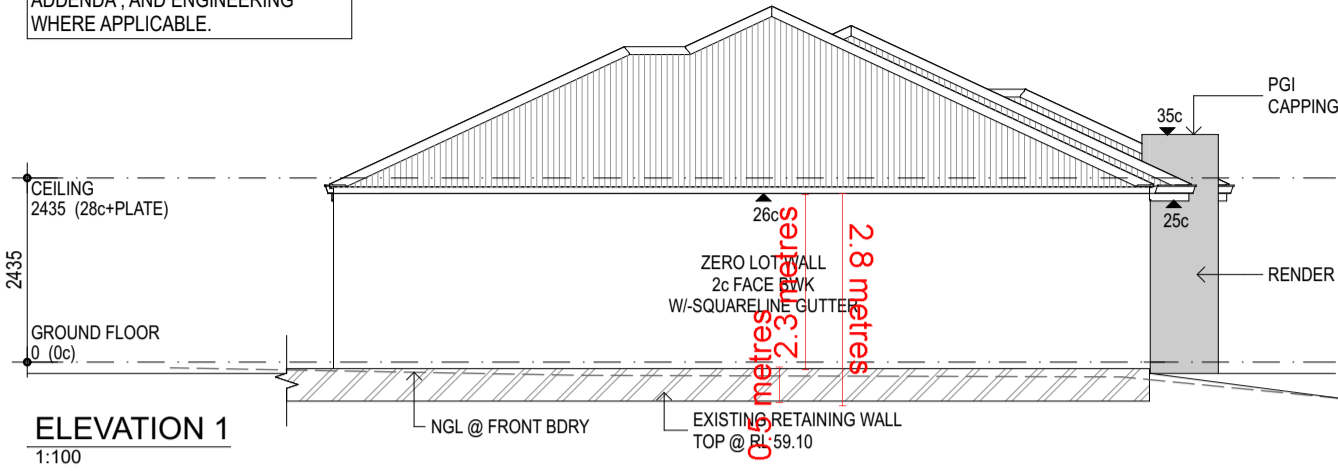 ADDENDA , AND ENGINEERING
WHERE APPLICABLE.
PGI
CAPPING
35c
CEILING
2435 (28c+PLATE)
26c
25c
2435
ZERO LOT WALL
2c FACE BWK
W/-SQUARELINE GUTTER
2.3 metres
2.8 metres
0.5 metres
RENDER
GROUND FLOOR
0 (0c)
NGL @ FRONT BDRY
EXISTING RETAINING WALL
TOP @ RL 59.10
ELEVATION 1
1:100